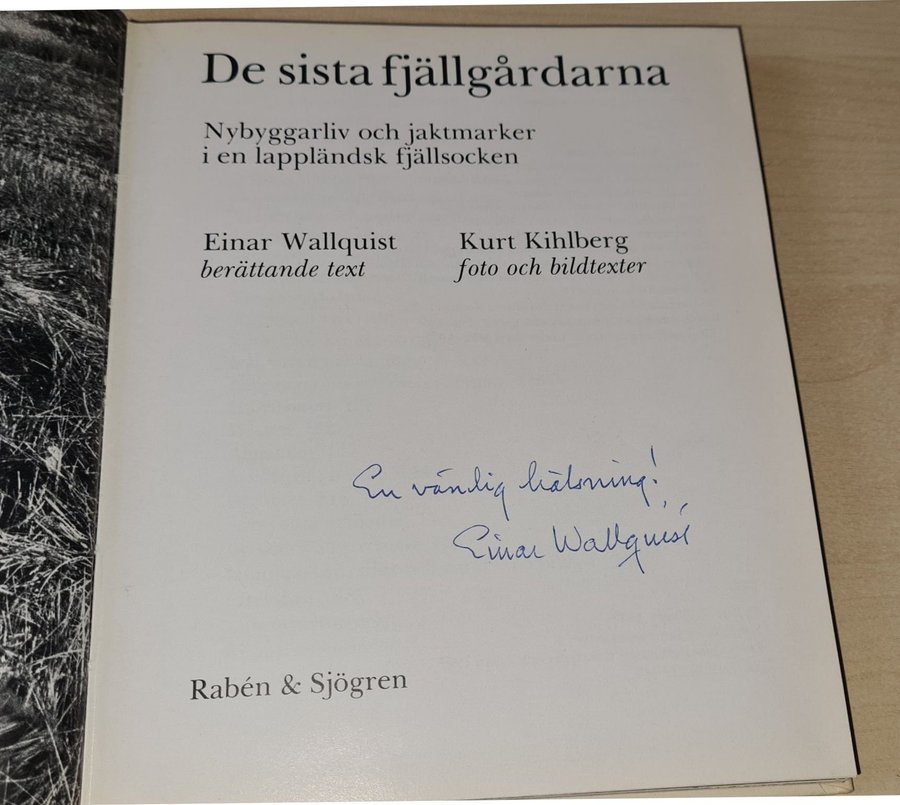 De sista fjällgårdarna
Nybyggarliv och jaktmarker
i en lappländsk fjällsocken
Einar Wallquist
berättande text
Kurt Kihlberg
foto och bildtexter
En vänlig hälsning!
Einar Wallquist
Rabén & Sjögren